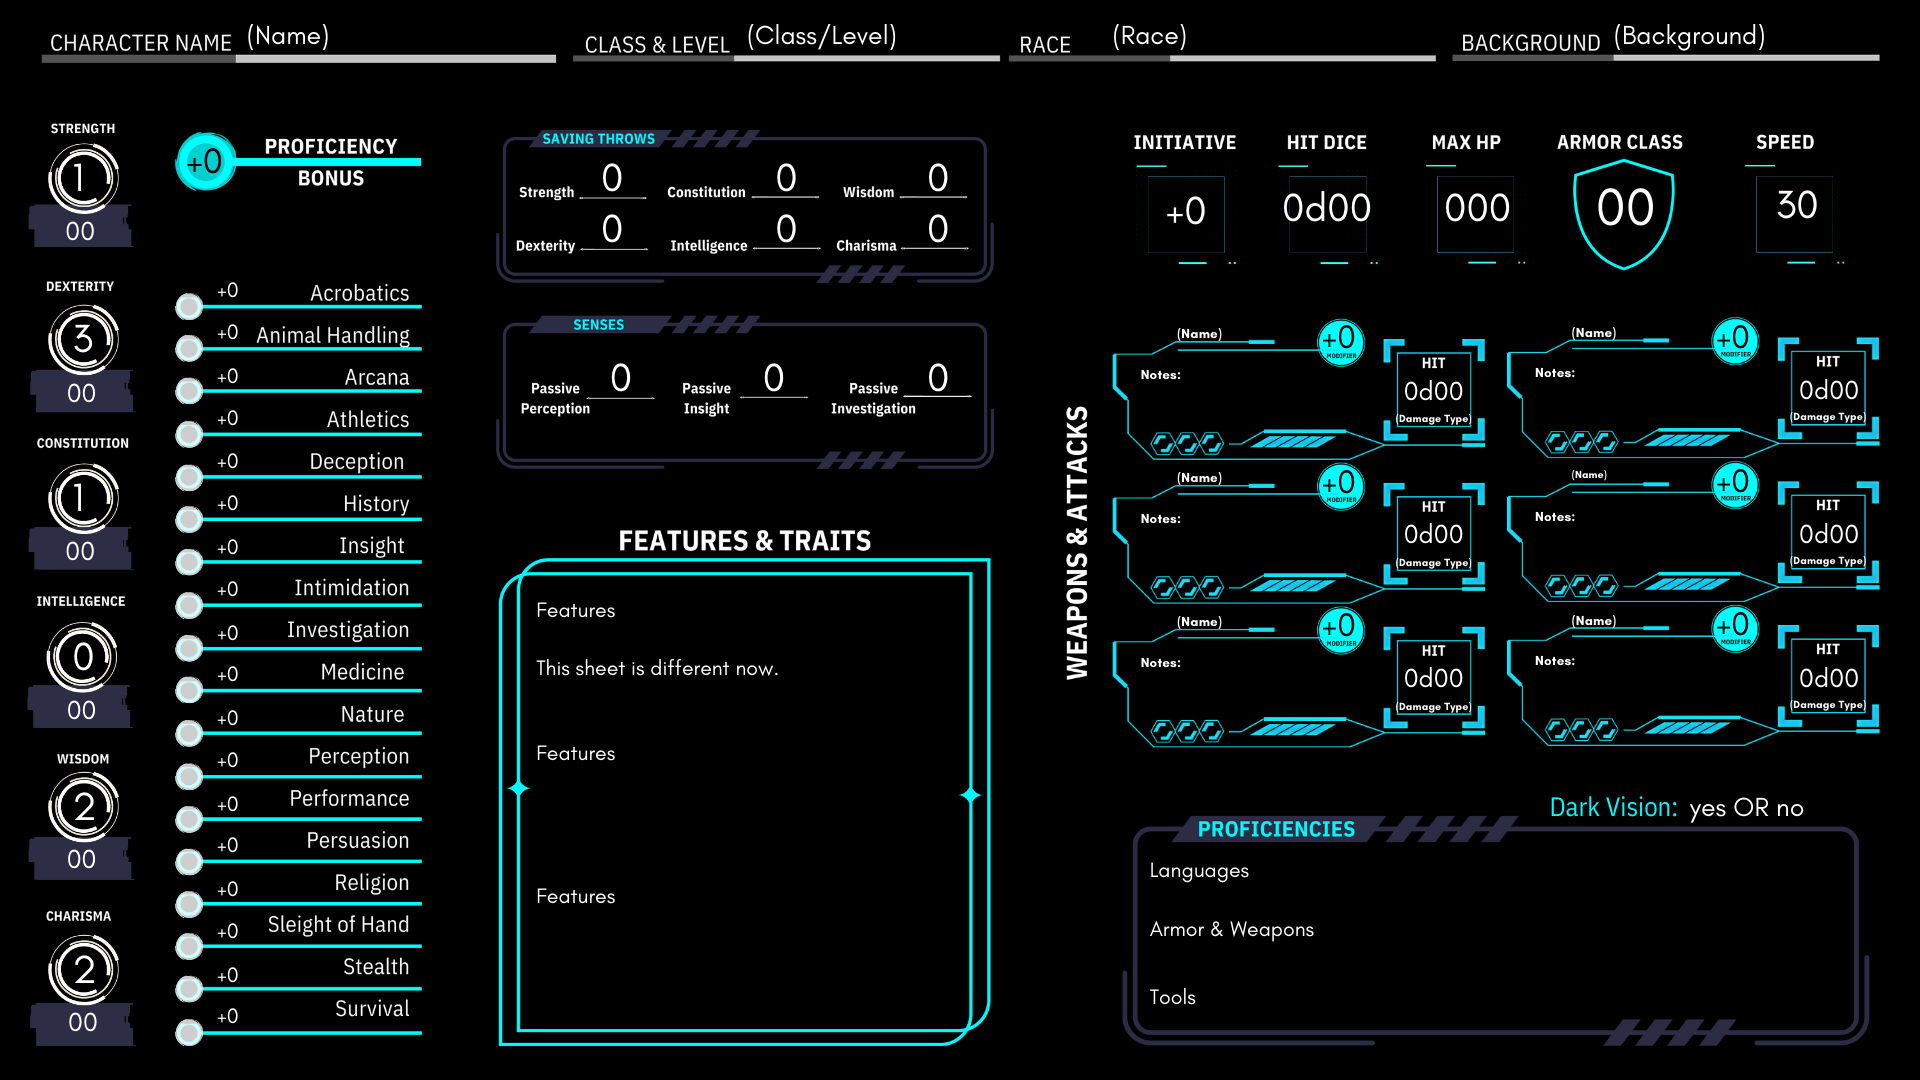 CHARACTER NAME (Name)
CLASS & LEVEL (Class/Level)
RACE (Race)
BACKGROUND (Background)
STRENGTH
1
00
DEXTERITY
3
00
CONSTITUTION
1
00
INTELLIGENCE
0
00
WISDOM
2
00
CHARISMA
2
00
+0 PROFICIENCY
BONUS
+0 Acrobatics
+0 Animal Handling
+0 Arcana
+0 Athletics
+0 Deception
+0 History
+0 Insight
+0 Intimidation
+0 Investigation
+0 Medicine
+0 Nature
+0 Perception
+0 Performance
+0 Persuasion
+0 Religion
+0 Sleight of Hand
+0 Stealth
+0 Survival
SAVING THROWS
Strength 0 Constitution 0 Wisdom 0
Dexterity 0 Intelligence 0 Charisma 0
SENSES
Passive Perception 0
Passive Insight 0
Passive Investigation 0
FEATURES & TRAITS
Features
This sheet is different now.
Features
Features
INITIATIVE
+0
HIT DICE
0d00
MAX HP
000
ARMOR CLASS
00
SPEED
30
WEAPONS & ATTACKS
(Name)
+0
MODIFIER
Notes:
HIT
0d00
(Damage Type)
(Name)
+0
MODIFIER
Notes:
HIT
0d00
(Damage Type)
(Name)
+0
MODIFIER
Notes:
HIT
0d00
(Damage Type)
(Name)
+0
MODIFIER
Notes:
HIT
0d00
(Damage Type)
(Name)
+0
MODIFIER
Notes:
HIT
0d00
(Damage Type)
(Name)
+0
MODIFIER
Notes:
HIT
0d00
(Damage Type)
Dark Vision: yes OR no
PROFICIENCIES
Languages
Armor & Weapons
Tools